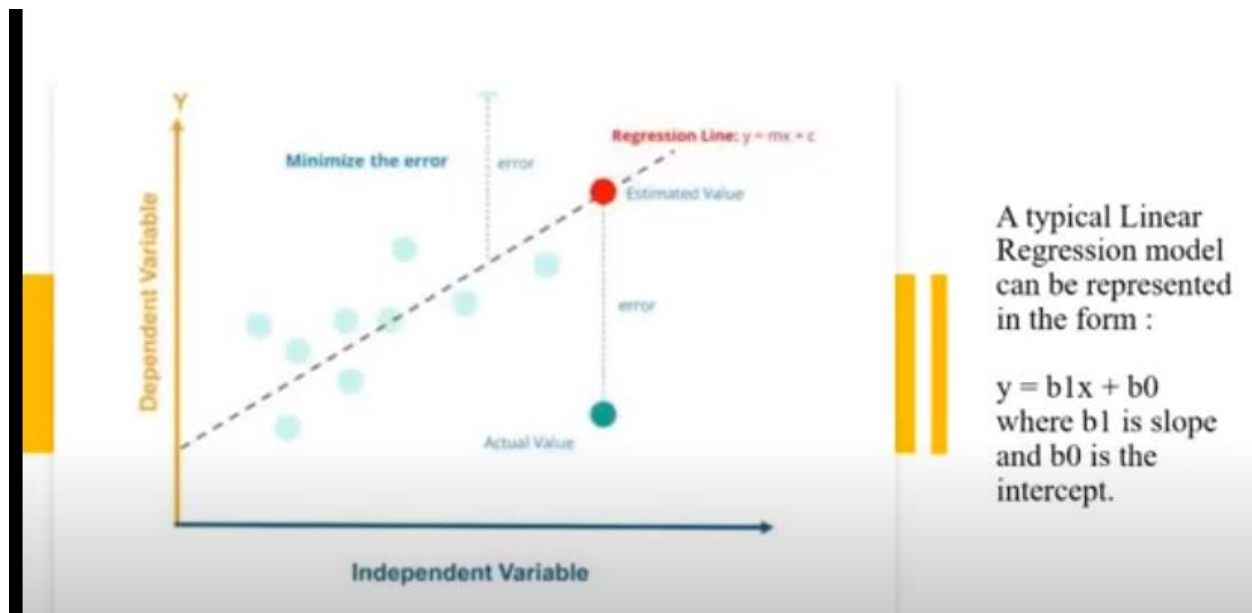 Y
Minimize the error
error
Regression Line: y = mx + c
Estimated Value
Dependent Variable
error
Actual Value
Independent Variable
A typical Linear
Regression model
can be represented
in the form :
y = b1x + b0
where b1 is slope
and b0 is the
intercept.